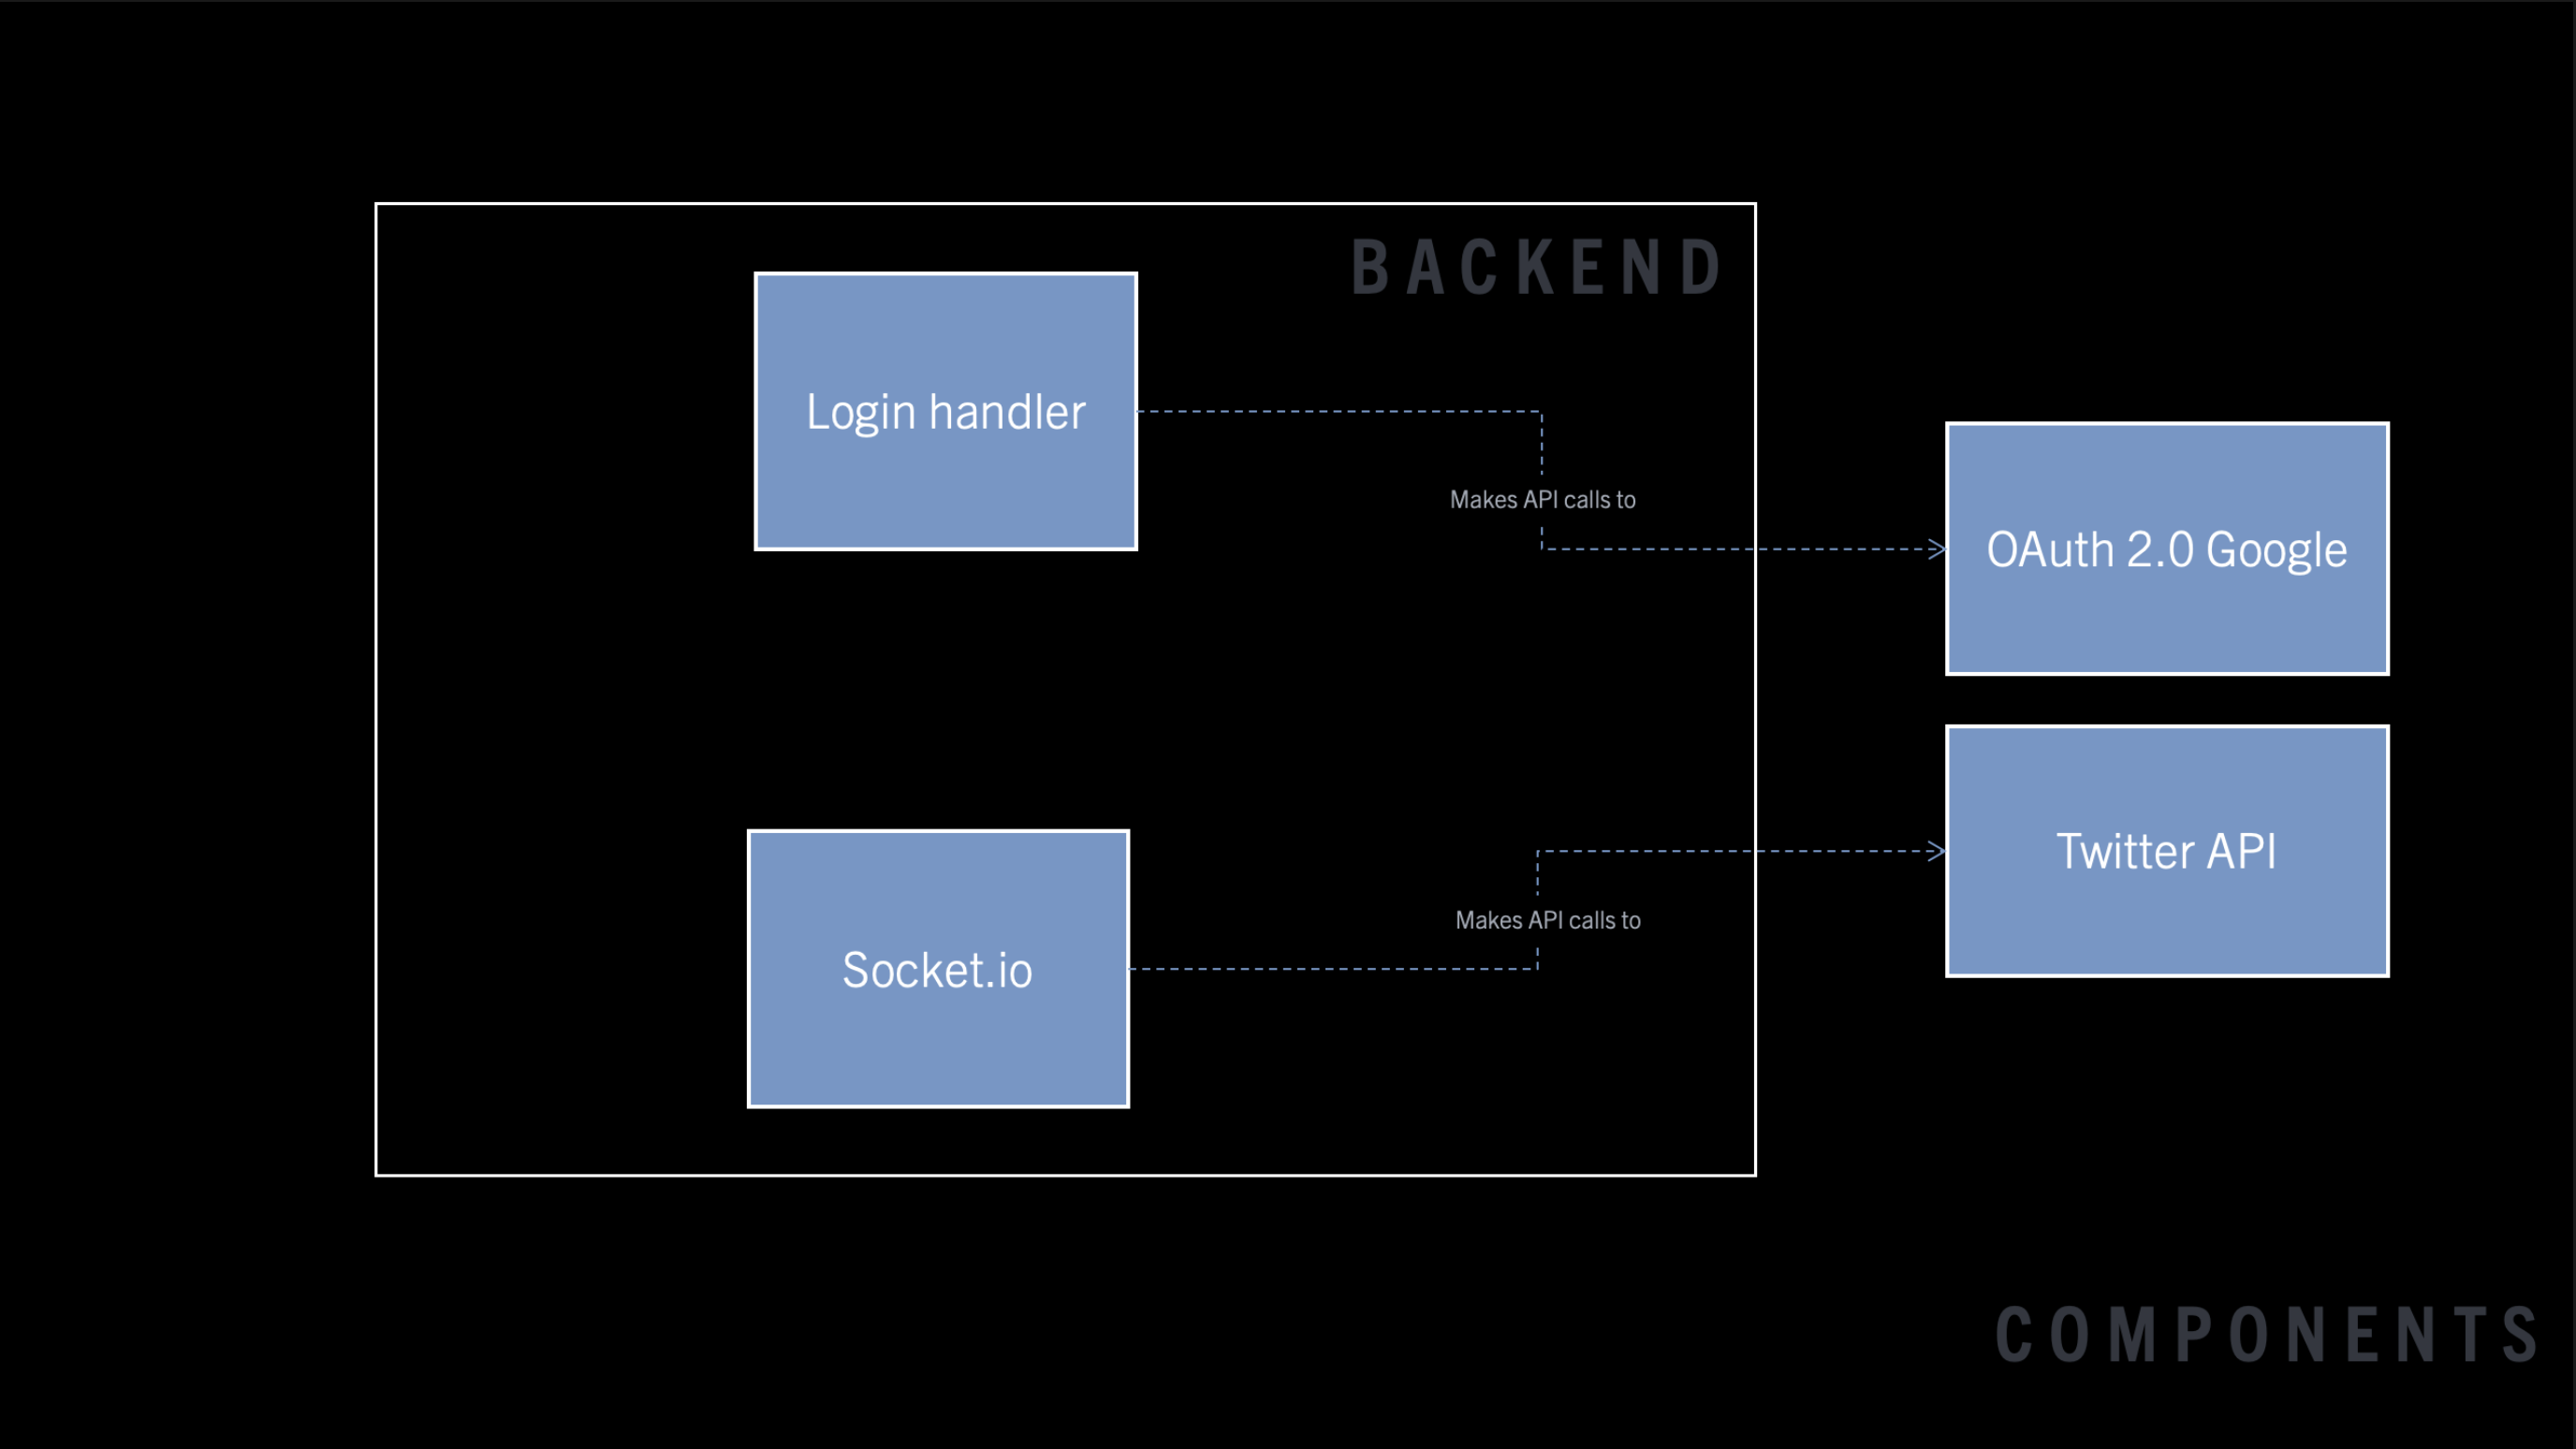 BACKEND
Login handler
Makes API calls to
OAuth 2.0 Google
Twitter API
Makes API calls to
Socket.io
COMPONENTS